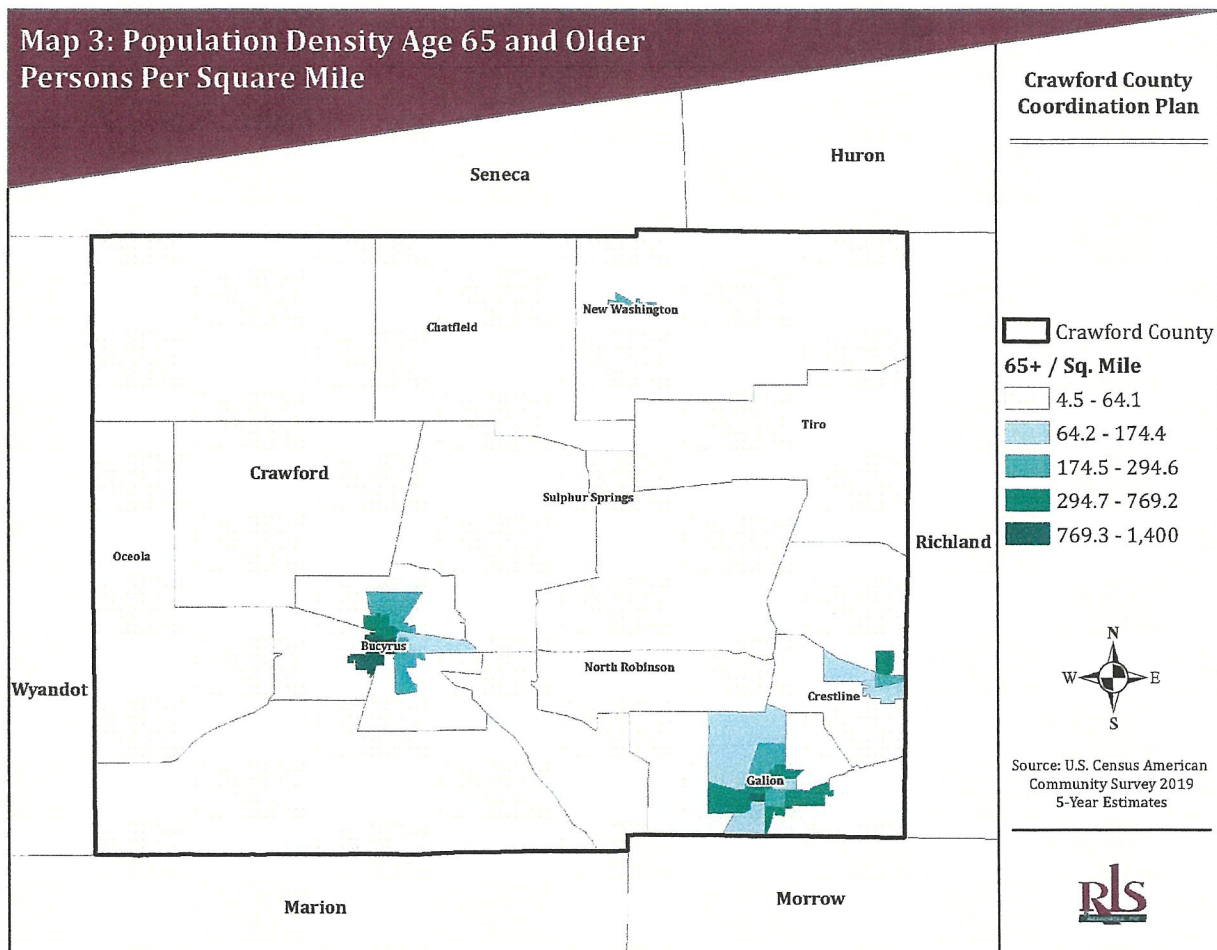 Map 3: Population Density Age 65 and Older
Persons Per Square Mile
Crawford County
Coordination Plan
Seneca
Huron
New Washington
Chatfield
Crawford County
65+ / Sq. Mile
4.5 - 64.1
64.2 - 174.4
174.5 - 294.6
294.7 - 769.2
769.3 - 1,400
Tiro
Crawford
Sulphur Springs
Oceola
Richland
Bucyrus
North Robinson
Wyandot
Crestline
N
W
E
S
Galion
Source: U.S. Census American
Community Survey 2019
5-Year Estimates
Marion
Morrow
RLS